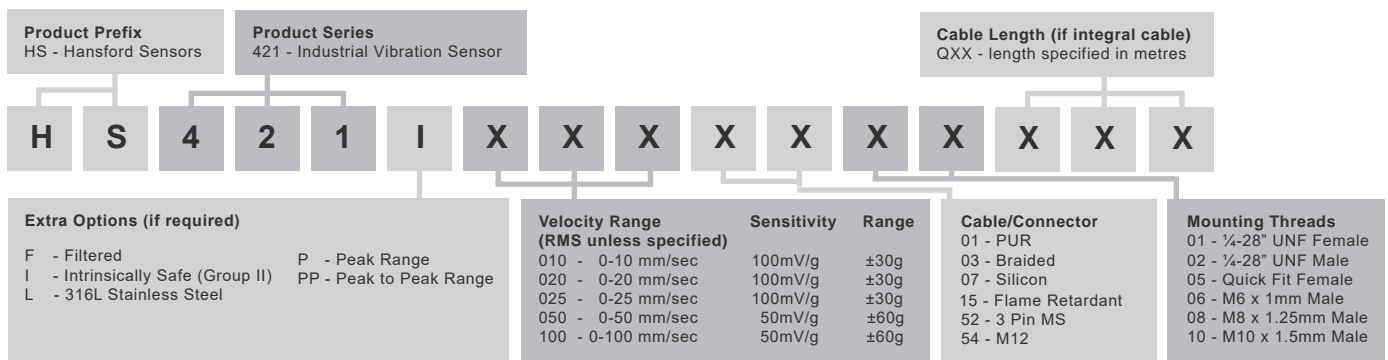 Product Prefix
HS - Hansford Sensors
Product Series
421 - Industrial Vibration Sensor
Cable Length (if integral cable)
QXX - length specified in metres
H S 4 2 1 I X X X X X X X X X X
Extra Options (if required)
F - Filtered
I - Intrinsically Safe (Group II)
L - 316L Stainless Steel
P - Peak Range
PP - Peak to Peak Range
Velocity Range Sensitivity Range
(RMS unless specified)
010 - 0-10 mm/sec 100mV/g ±30g
020 - 0-20 mm/sec 100mV/g ±30g
025 - 0-25 mm/sec 100mV/g ±30g
050 - 0-50 mm/sec 50mV/g ±60g
100 - 0-100 mm/sec 50mV/g ±60g
Cable/Connector
01 - PUR
03 - Braided
07 - Silicon
15 - Flame Retardant
52 - 3 Pin MS
54 - M12
Mounting Threads
01 - ¼-28” UNF Female
02 - ¼-28” UNF Male
05 - Quick Fit Female
06 - M6 x 1mm Male
08 - M8 x 1.25mm Male
10 - M10 x 1.5mm Male